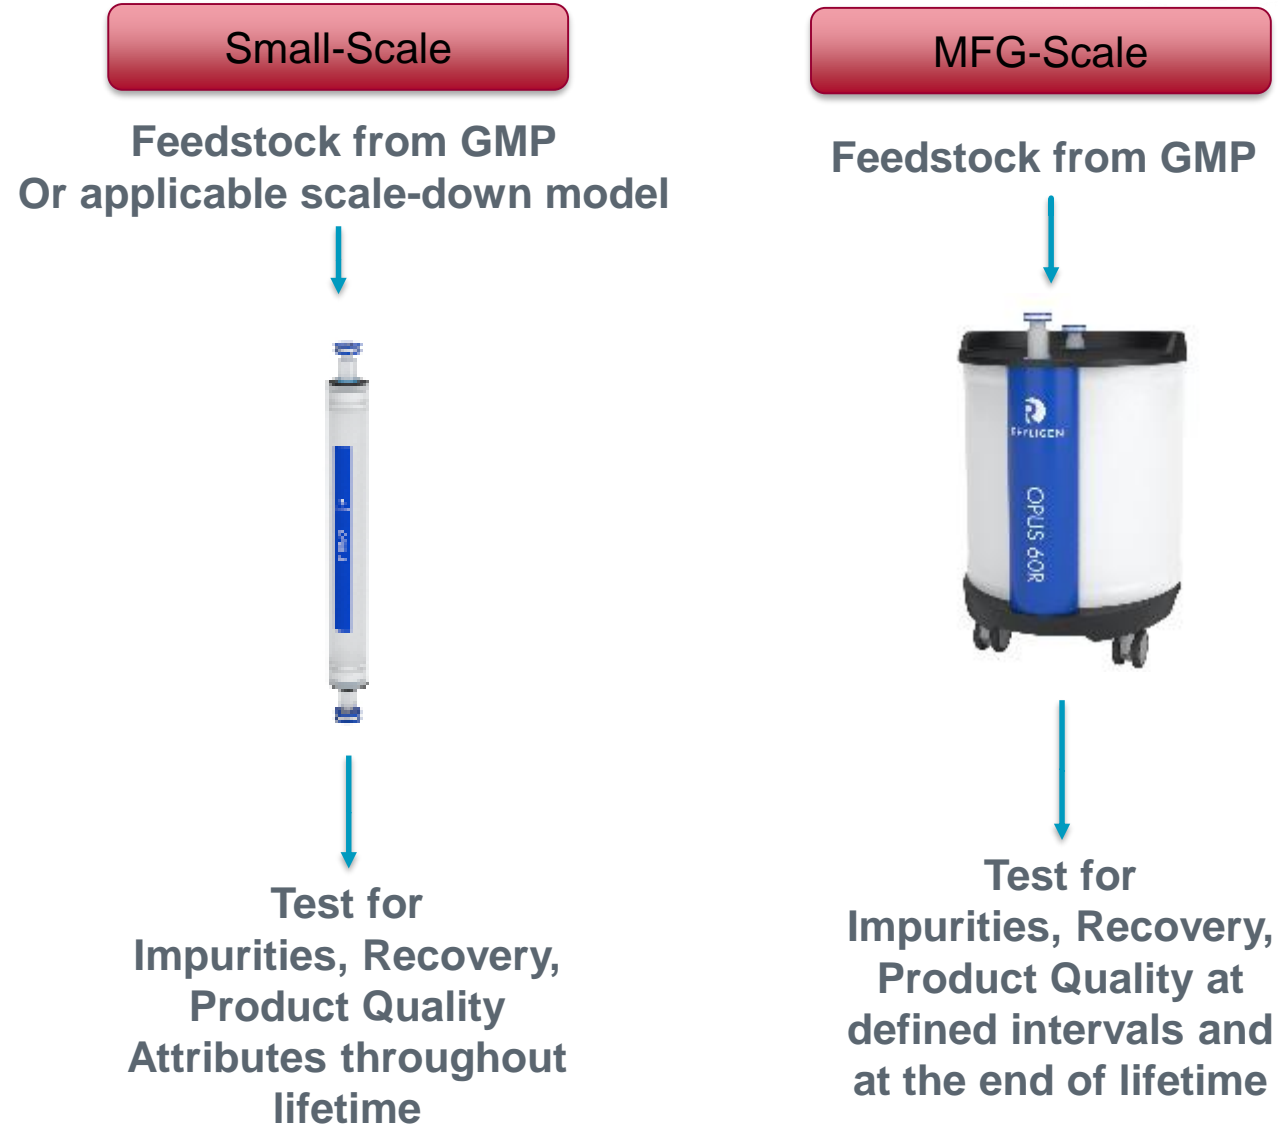 Small-Scale
Feedstock from GMP
Or applicable scale-down model
Test for
Impurities, Recovery,
Product Quality
Attributes throughout
lifetime
MFG-Scale
Feedstock from GMP
REPLIGEN
OPUS 60R
Test for
Impurities, Recovery,
Product Quality at
defined intervals and
at the end of lifetime